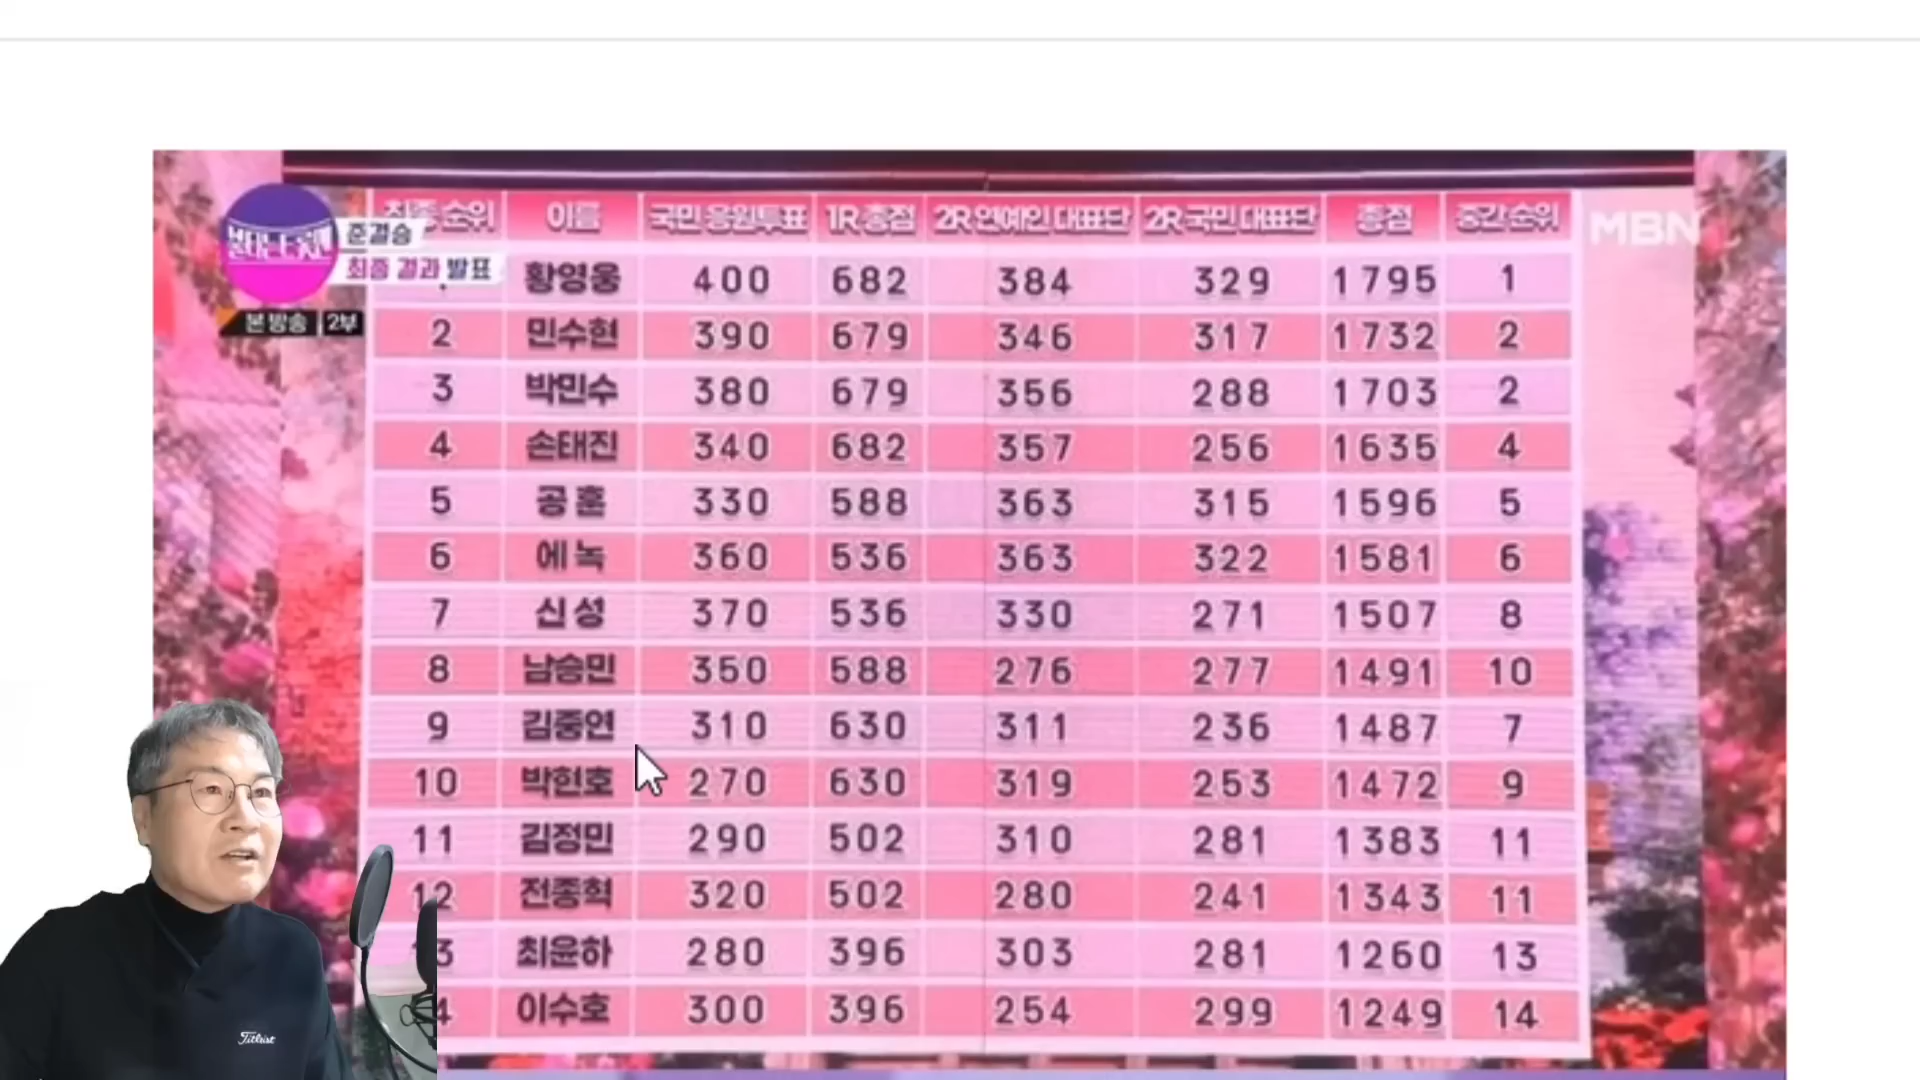 불타는 트롯맨
준결승
최종 결과 발표
본 방송 2부
MBN
최종 순위 이름 국민 응원투표 1R 총점 2R 연예인 대표단 2R 국민 대표단 총점 중간 순위
황영웅 400 682 384 329 1795 1
2 민수현 390 679 346 317 1732 2
3 박민수 380 679 356 288 1703 2
4 손태진 340 682 357 256 1635 4
5 공훈 330 588 363 315 1596 5
6 에녹 360 536 363 322 1581 6
7 신성 370 536 330 271 1507 8
8 남승민 350 588 276 277 1491 10
9 김중연 310 630 311 236 1487 7
10 박현호 270 630 319 253 1472 9
11 김정민 290 502 310 281 1383 11
12 전종혁 320 502 280 241 1343 11
3 최윤하 280 396 303 281 1260 13
4 이수호 300 396 254 299 1249 14
Titleist